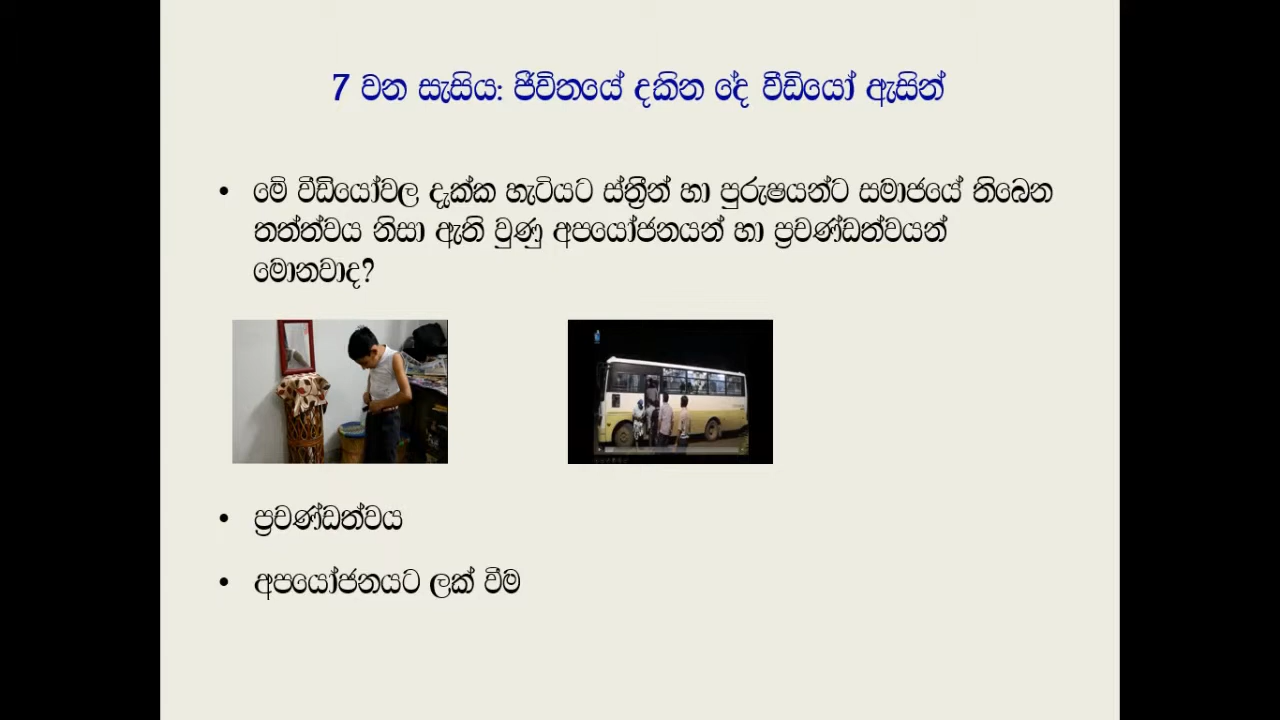 7 වන සැසිය: ජීවිතයේ දකින දේ වීඩියෝ ඇසින්
• මේ වීඩියෝවල දැක්ක හැටියට ස්ත්‍රීන් හා පුරුෂයන්ට සමාජයේ තිබෙන
තත්ත්වය නිසා ඇති වුණු අපයෝජනයන් හා ප්‍රචණ්ඩත්වයන්
මොනවාද?
• ප්‍රචණ්ඩත්වය
• අපයෝජනයට ලක් වීම